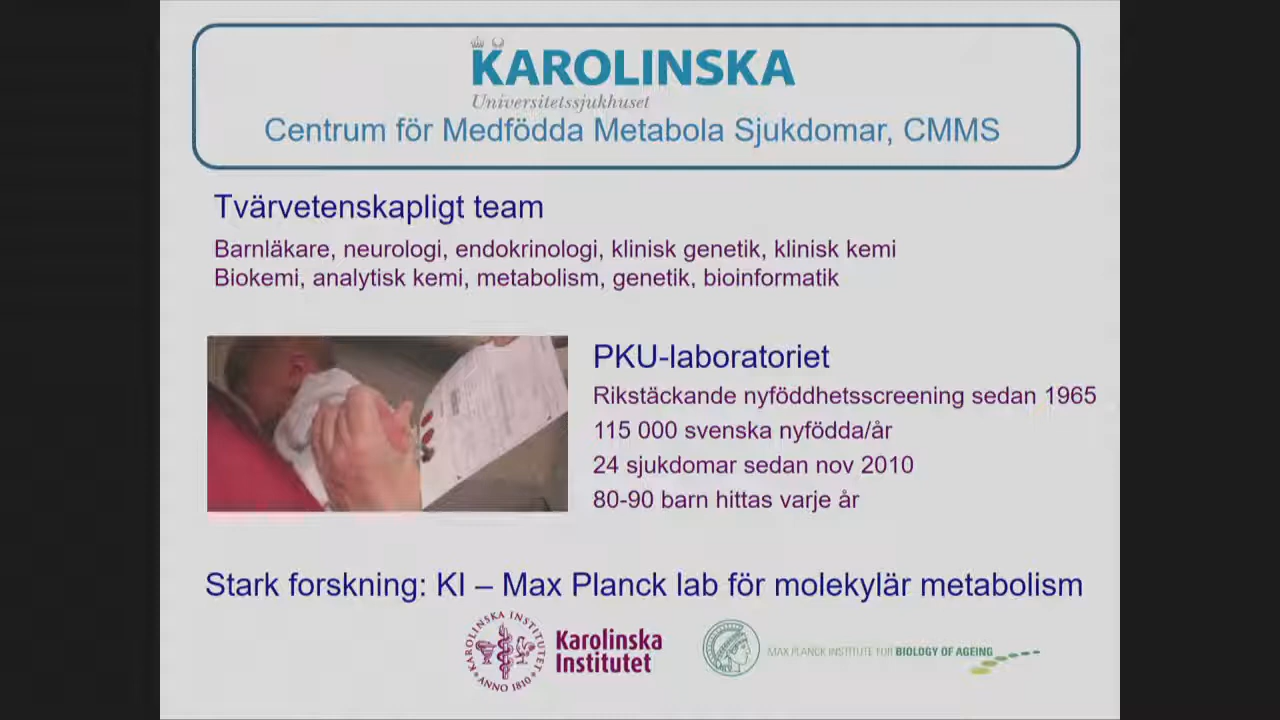 KAROLINSKA
Universitetssjukhuset
Centrum för Medfödda Metabola Sjukdomar, CMMS
Tvärvetenskapligt team
Barnläkare, neurologi, endokrinologi, klinisk genetik, klinisk kemi
Biokemi, analytisk kemi, metabolism, genetik, bioinformatik
PKU-laboratoriet
Rikstäckande nyföddhetsscreening sedan 1965
115 000 svenska nyfödda/år
24 sjukdomar sedan nov 2010
80-90 barn hittas varje år
Stark forskning: KI – Max Planck lab för molekylär metabolism
KAROLINSKA INSTITUTET
ANNO 1810
Karolinska
Institutet
MAX PLANCK INSTITUTE FOR BIOLOGY OF AGEING